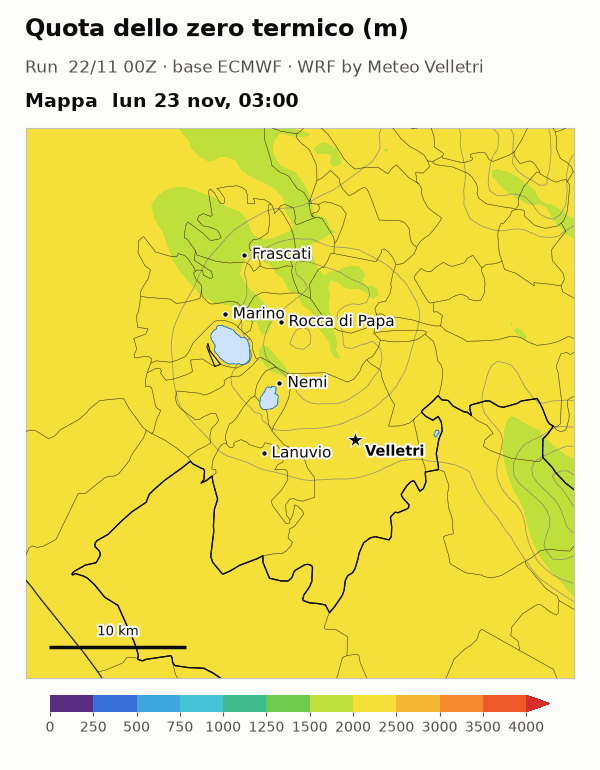 Quota dello zero termico (m)
Run  22/11 00Z · base ECMWF · WRF by Meteo Velletri
Mappa  lun 23 nov, 03:00
Frascati
Marino
Rocca di Papa
Nemi
Velletri
Lanuvio
10 km
0 250 500 750 1000 1250 1500 2000 2500 3000 3500 4000